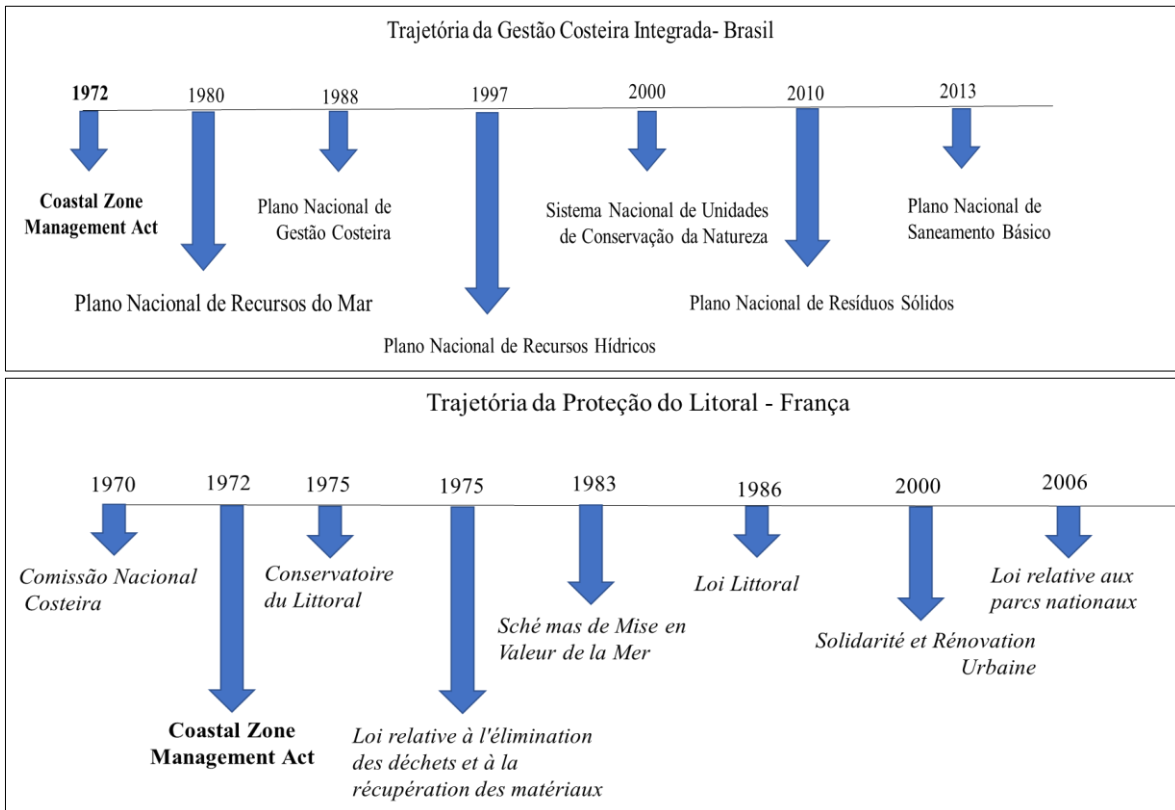 Trajetória da Gestão Costeira Integrada- Brasil
1972
1980
1988
1997
2000
2010
2013
Coastal Zone
Management Act
Plano Nacional de
Gestão Costeira
Sistema Nacional de Unidades
de Conservação da Natureza
Plano Nacional de
Saneamento Básico
Plano Nacional de Recursos do Mar
Plano Nacional de Resíduos Sólidos
Plano Nacional de Recursos Hídricos
Trajetória da Proteção do Litoral - França
1970
1972
1975
1975
1983
1986
2000
2006
Comissão Nacional
Costeira
Conservatoire
du Littoral
Loi Littoral
Loi relative aux
parcs nationaux
Sché mas de Mise en
Valeur de la Mer
Solidarité et Rénovation
Urbaine
Coastal Zone
Management Act
Loi relative à l'élimination
des déchets et à la
récupération des matériaux